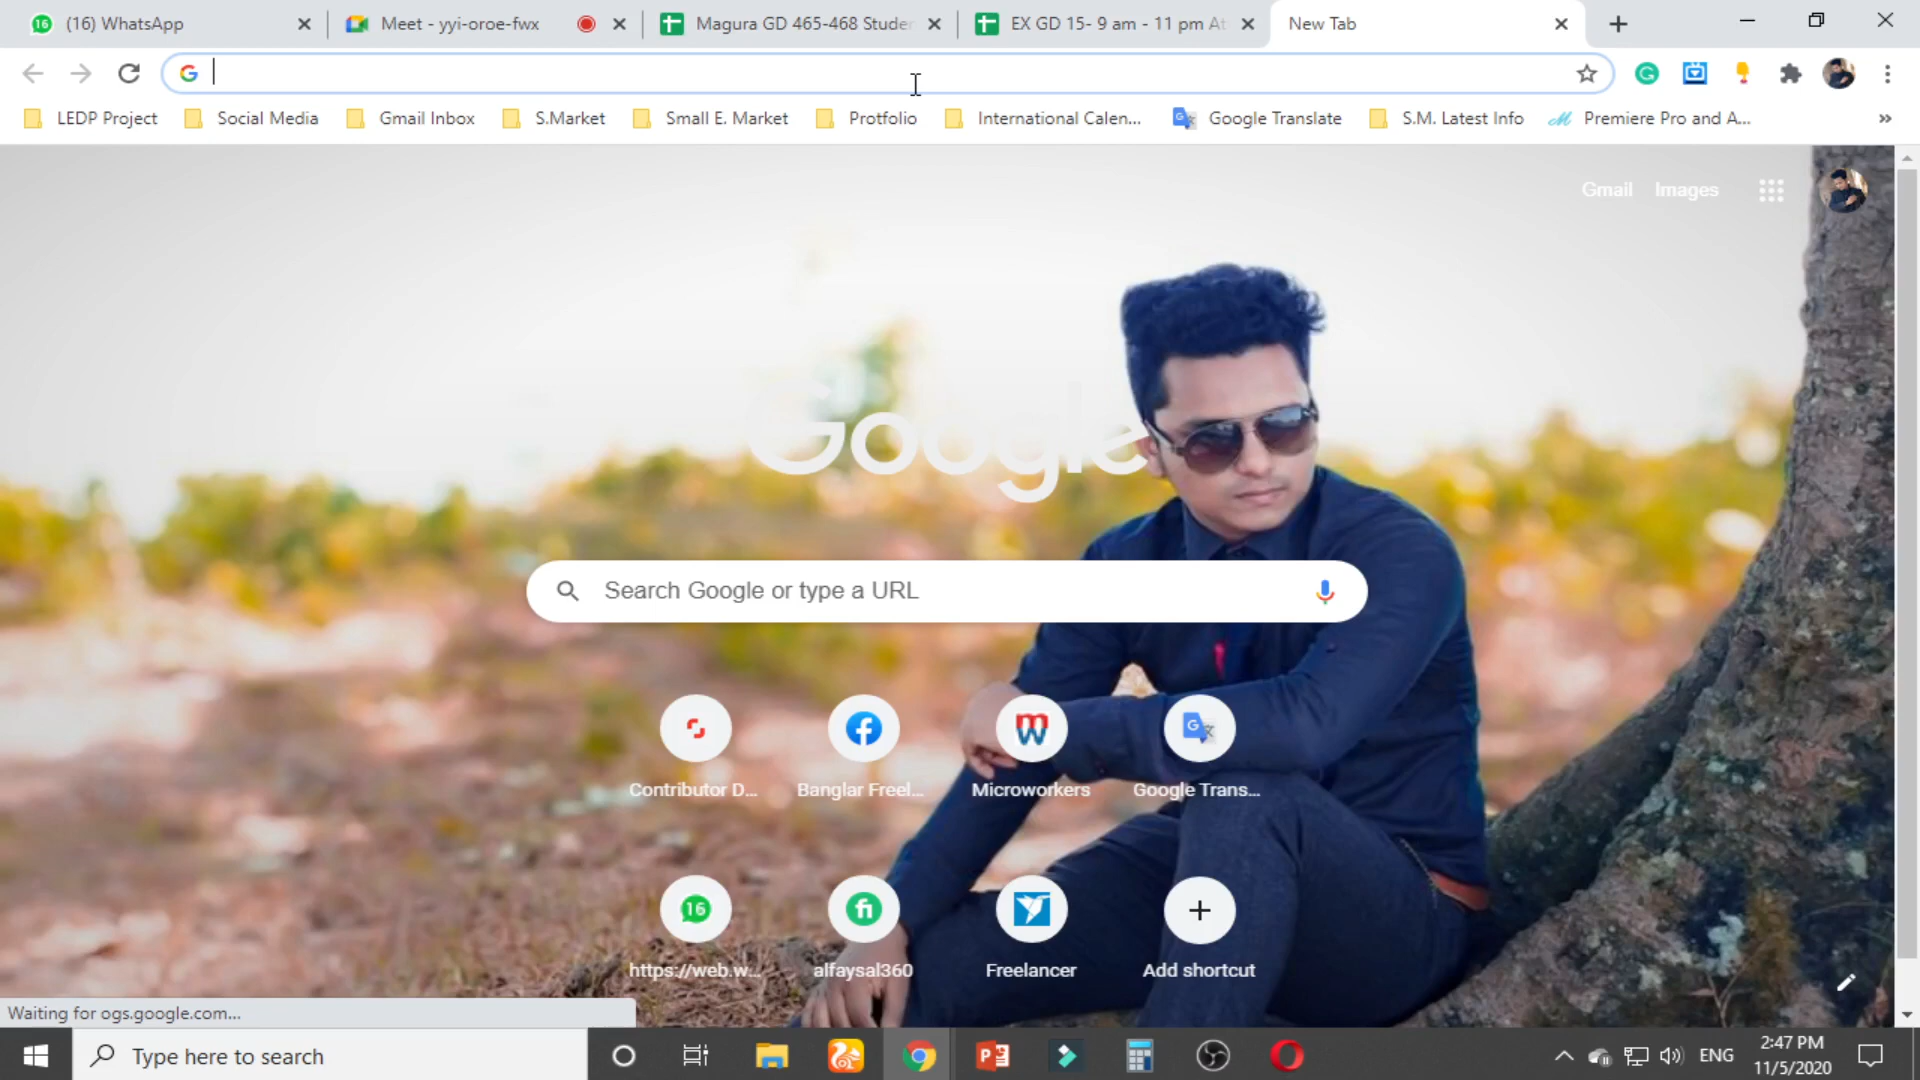 (16) WhatsApp
Meet - yyi-oroe-fwx
Magura GD 465-468 Studer
EX GD 15- 9 am - 11 pm At
New Tab
LEDP Project
Social Media
Gmail Inbox
S.Market
Small E. Market
Protfolio
International Calen...
Google Translate
S.M. Latest Info
Premiere Pro and A...
»
Gmail
Images
Google
Search Google or type a URL
Contributor D...
Banglar Freel...
Microworkers
Google Trans...
16
https://web.w...
alfaysal360
Freelancer
Add shortcut
Waiting for ogs.google.com...
Type here to search
ENG
2:47 PM
11/5/2020